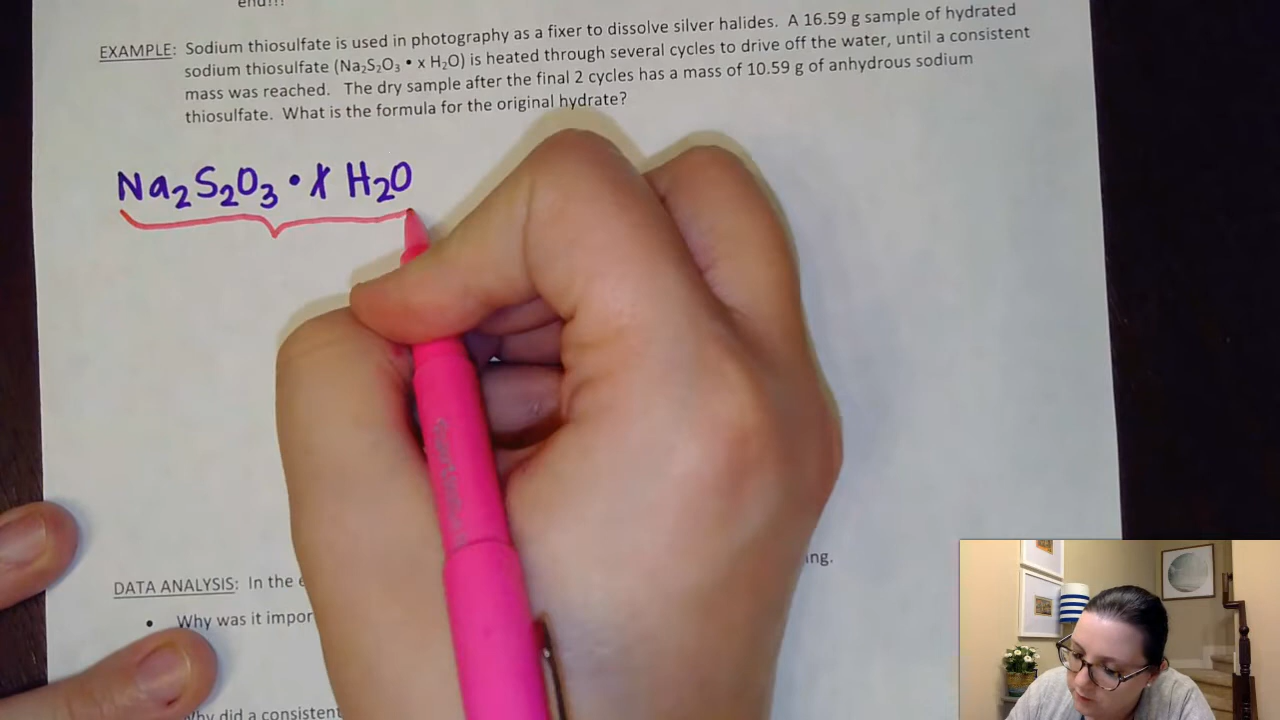 end!!!
EXAMPLE: Sodium thiosulfate is used in photography as a fixer to dissolve silver halides. A 16.59 g sample of hydrated
sodium thiosulfate (Na₂S₂O₃ • x H₂O) is heated through several cycles to drive off the water, until a consistent
mass was reached. The dry sample after the final 2 cycles has a mass of 10.59 g of anhydrous sodium
thiosulfate. What is the formula for the original hydrate?
Na₂S₂O₃ • x H₂O
ing.
DATA ANALYSIS: In the
• Why was it impor
Why did a consistent